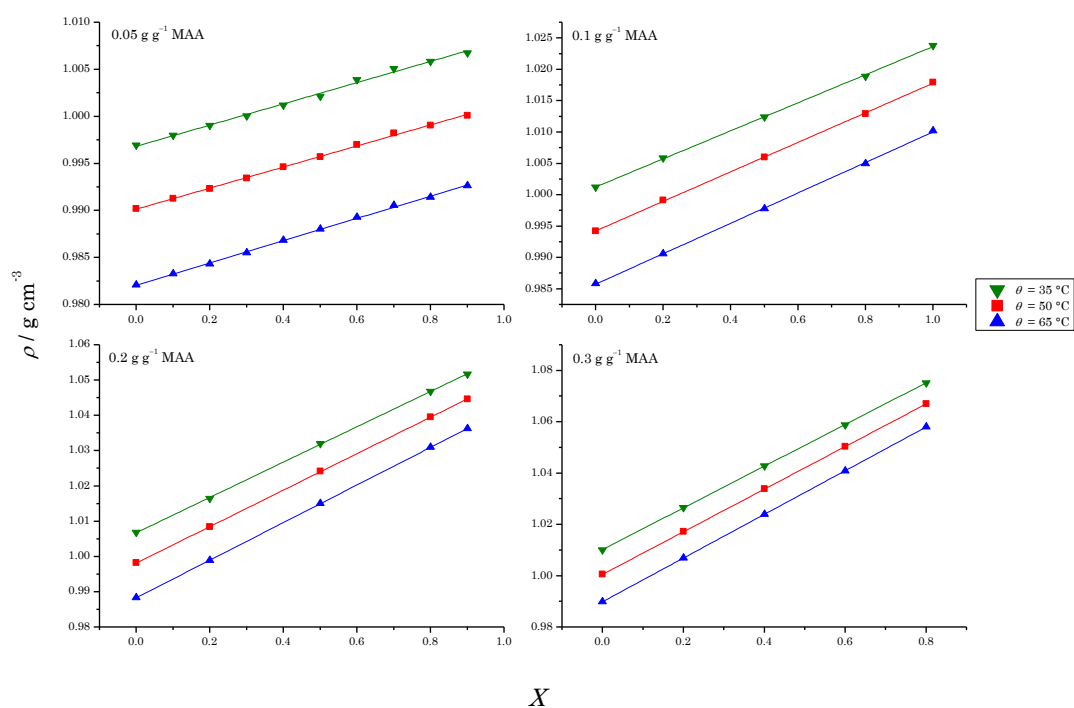 0.05 g g⁻¹ MAA
1.010
1.005
1.000
0.995
0.990
0.985
0.980
0.0 0.2 0.4 0.6 0.8 1.0
0.1 g g⁻¹ MAA
1.025
1.020
1.015
1.010
1.005
1.000
0.995
0.990
0.985
0.0 0.2 0.4 0.6 0.8 1.0
θ = 35 °C
θ = 50 °C
θ = 65 °C
ρ / g cm⁻³
0.2 g g⁻¹ MAA
1.06
1.05
1.04
1.03
1.02
1.01
1.00
0.99
0.98
0.0 0.2 0.4 0.6 0.8 1.0
0.3 g g⁻¹ MAA
1.08
1.06
1.04
1.02
1.00
0.98
0.0 0.2 0.4 0.6 0.8
X